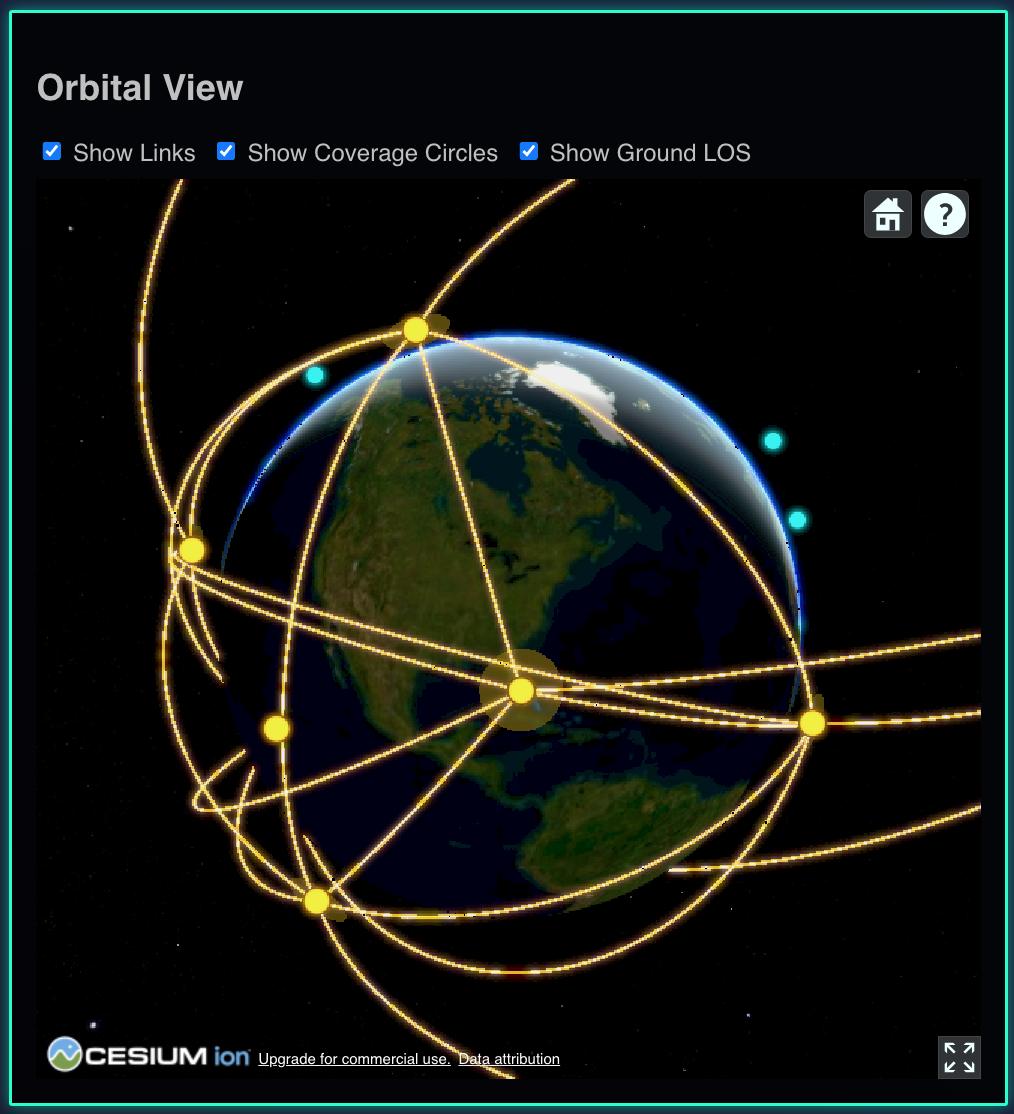 Orbital View
Show Links Show Coverage Circles Show Ground LOS
?
CESIUM ion Upgrade for commercial use. Data attribution